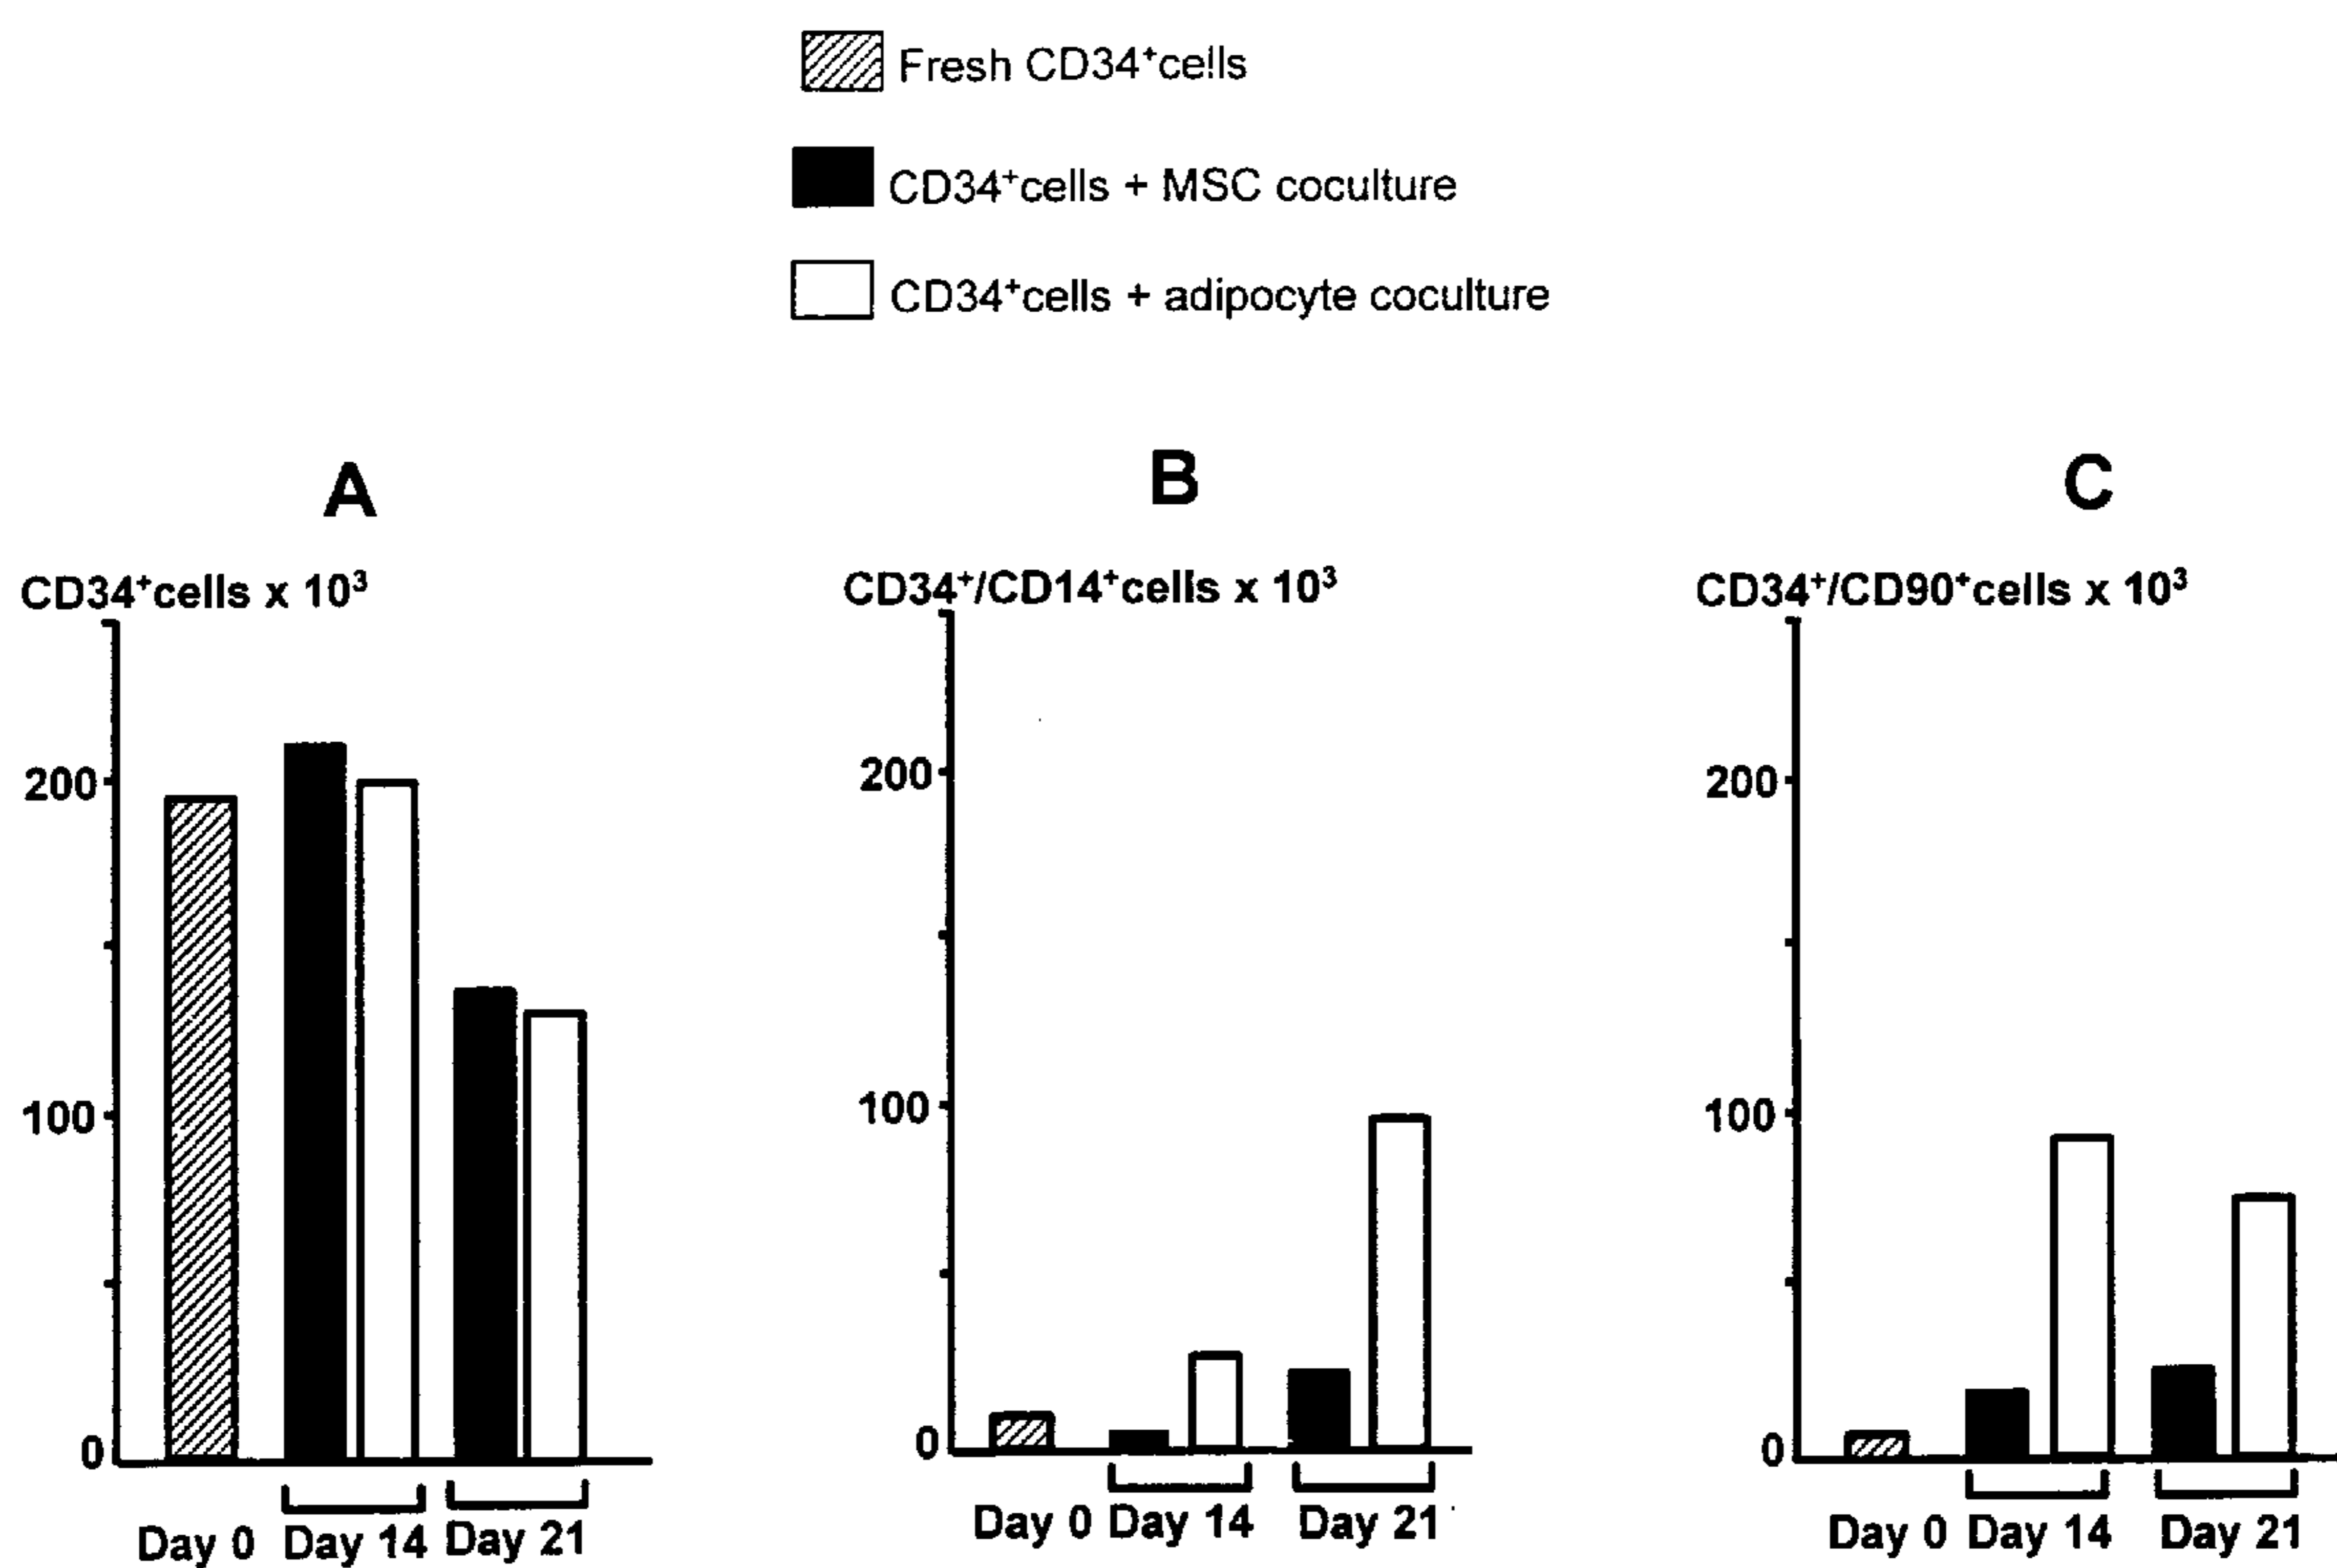 Fresh CD34⁺cells
CD34⁺cells + MSC coculture
CD34⁺cells + adipocyte coculture
A
CD34⁺cells x 10³
200
100
0
Day 0 Day 14 Day 21
B
CD34⁺/CD14⁺cells x 10³
200
100
0
Day 0 Day 14 Day 21
C
CD34⁺/CD90⁺cells x 10³
200
100
0
Day 0 Day 14 Day 21